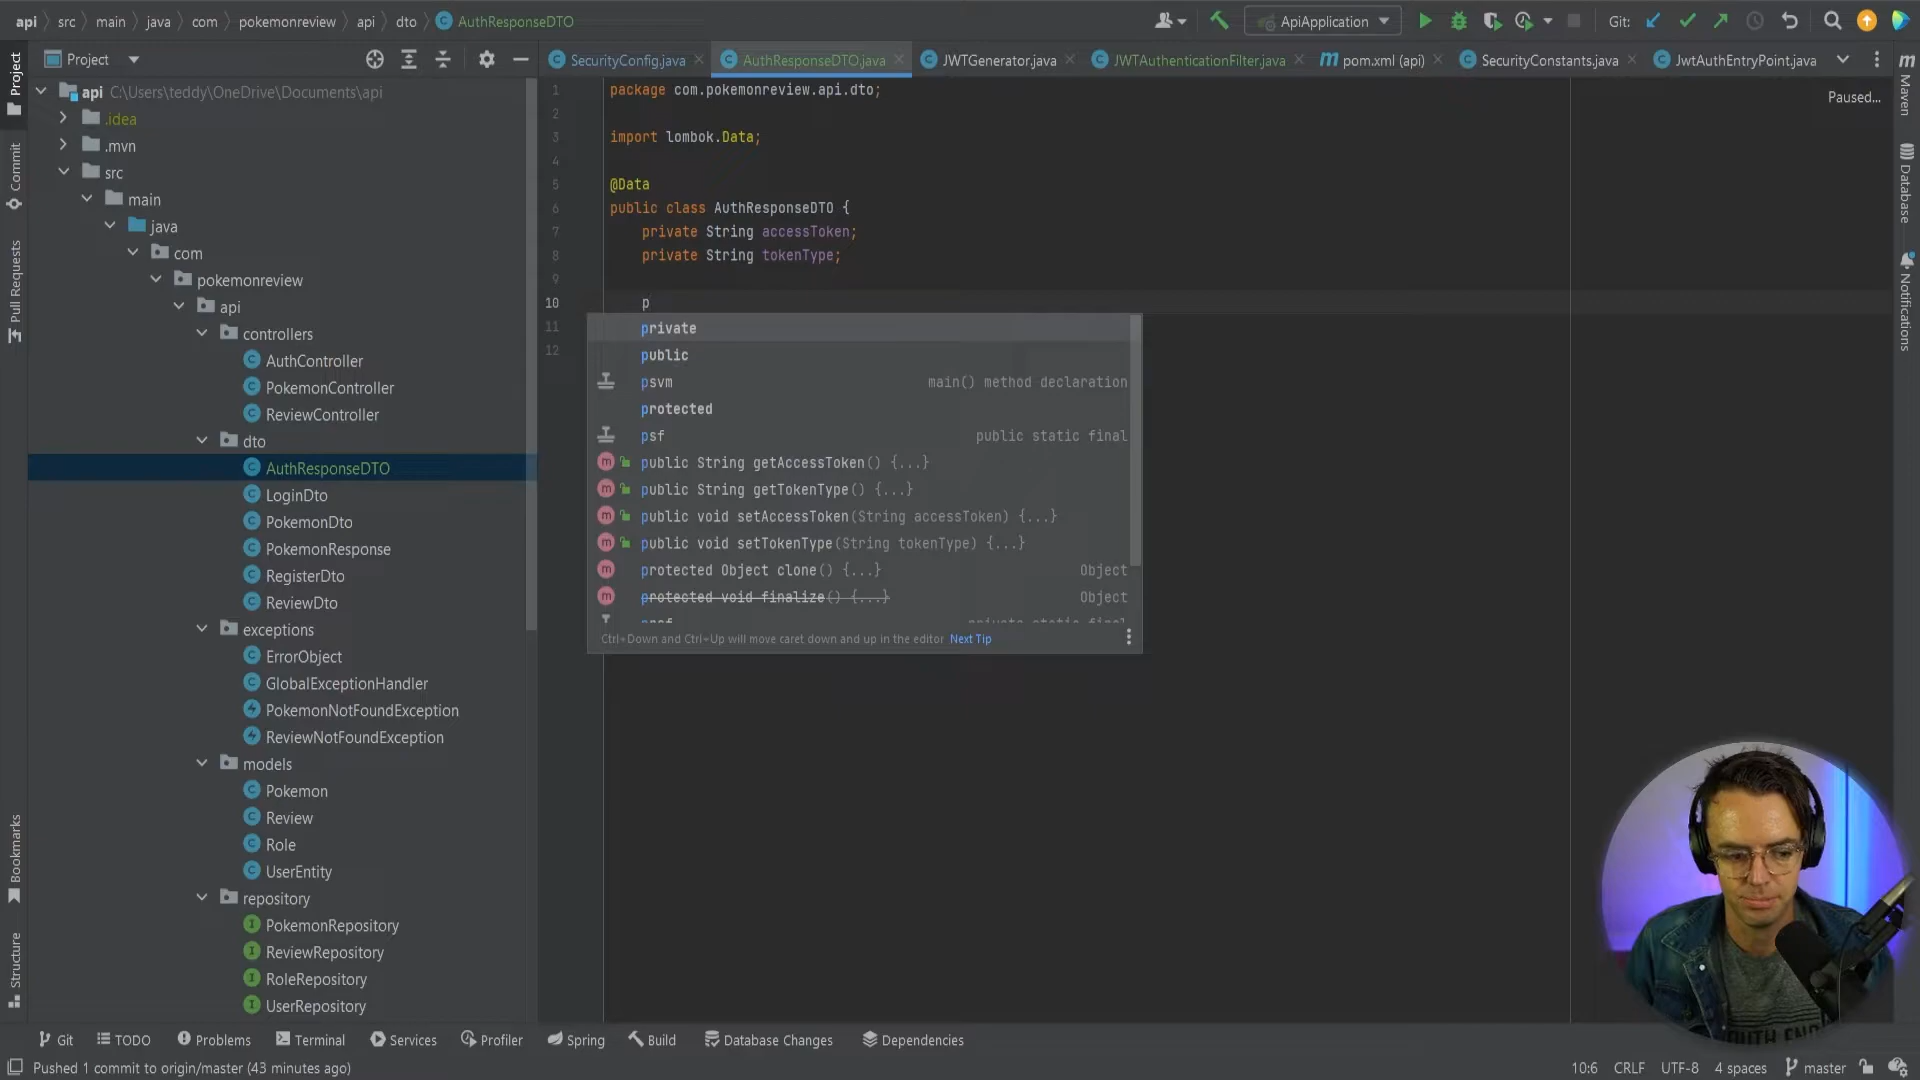 api src main java com pokemonreview api dto AuthResponseDTO
ApiApplication
Git:
Project
SecurityConfig.java
AuthResponseDTO.java
JWTGenerator.java
JWTAuthenticationFilter.java
pom.xml (api)
SecurityConstants.java
JwtAuthEntryPoint.java
Project
Commit
Pull Requests
Bookmarks
Structure
api C:\Users\teddy\OneDrive\Documents\api
.idea
.mvn
src
main
java
com
pokemonreview
api
controllers
AuthController
PokemonController
ReviewController
dto
AuthResponseDTO
LoginDto
PokemonDto
PokemonResponse
RegisterDto
ReviewDto
exceptions
ErrorObject
GlobalExceptionHandler
PokemonNotFoundException
ReviewNotFoundException
models
Pokemon
Review
Role
UserEntity
repository
PokemonRepository
ReviewRepository
RoleRepository
UserRepository
1 package com.pokemonreview.api.dto;
2
3 import lombok.Data;
4
5 @Data
6 public class AuthResponseDTO {
7 private String accessToken;
8 private String tokenType;
9
10 p
11
12
private
public
psvm main() method declaration
protected
psf public static final
public String getAccessToken() {...}
public String getTokenType() {...}
public void setAccessToken(String accessToken) {...}
public void setTokenType(String tokenType) {...}
protected Object clone() {...} Object
protected void finalize() {...} Object
Ctrl+Down and Ctrl+Up will move caret down and up in the editor Next Tip
Paused...
Maven
Database
Notifications
Git
TODO
Problems
Terminal
Services
Profiler
Spring
Build
Database Changes
Dependencies
Pushed 1 commit to origin/master (43 minutes ago)
10:6 CRLF UTF-8 4 spaces master